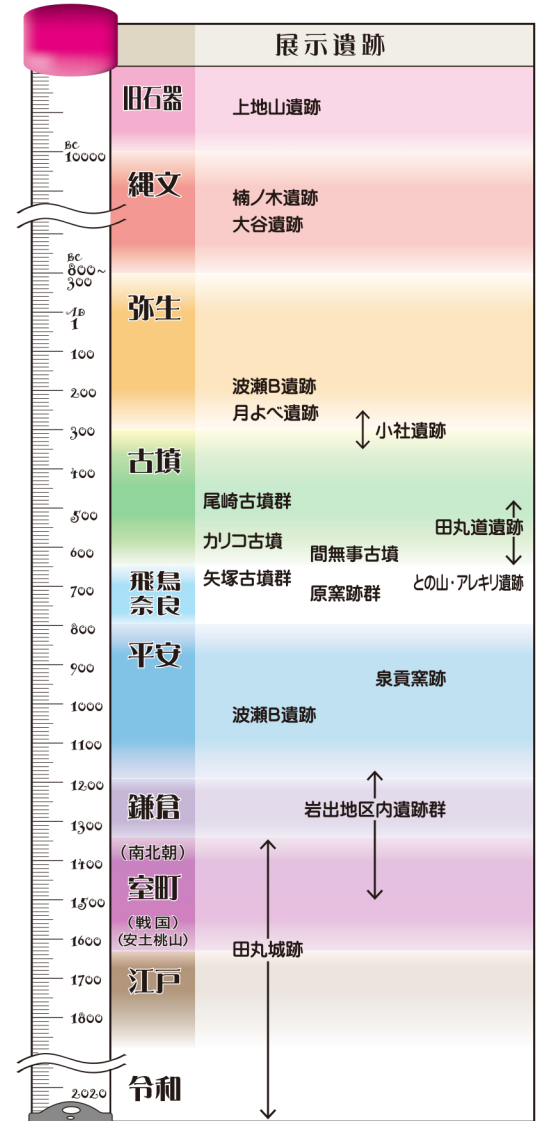 展示遺跡
旧石器
上地山遺跡
BC
10000
縄文
楠ノ木遺跡
大谷遺跡
BC
800~
300
弥生
AD
1
100
200
波瀬B遺跡
月よべ遺跡
300
小社遺跡
古墳
400
尾崎古墳群
500
田丸道遺跡
カリコ古墳
600
間無事古墳
飛鳥
奈良
矢塚古墳群
との山・アレキリ遺跡
700
原窯跡群
800
平安
900
泉貢窯跡
1000
波瀬B遺跡
1100
1200
鎌倉
岩出地区内遺跡群
1300
(南北朝)
1400
室町
1500
(戦国)
1600
(安土桃山)
田丸城跡
1700
江戸
1800
2020
令和